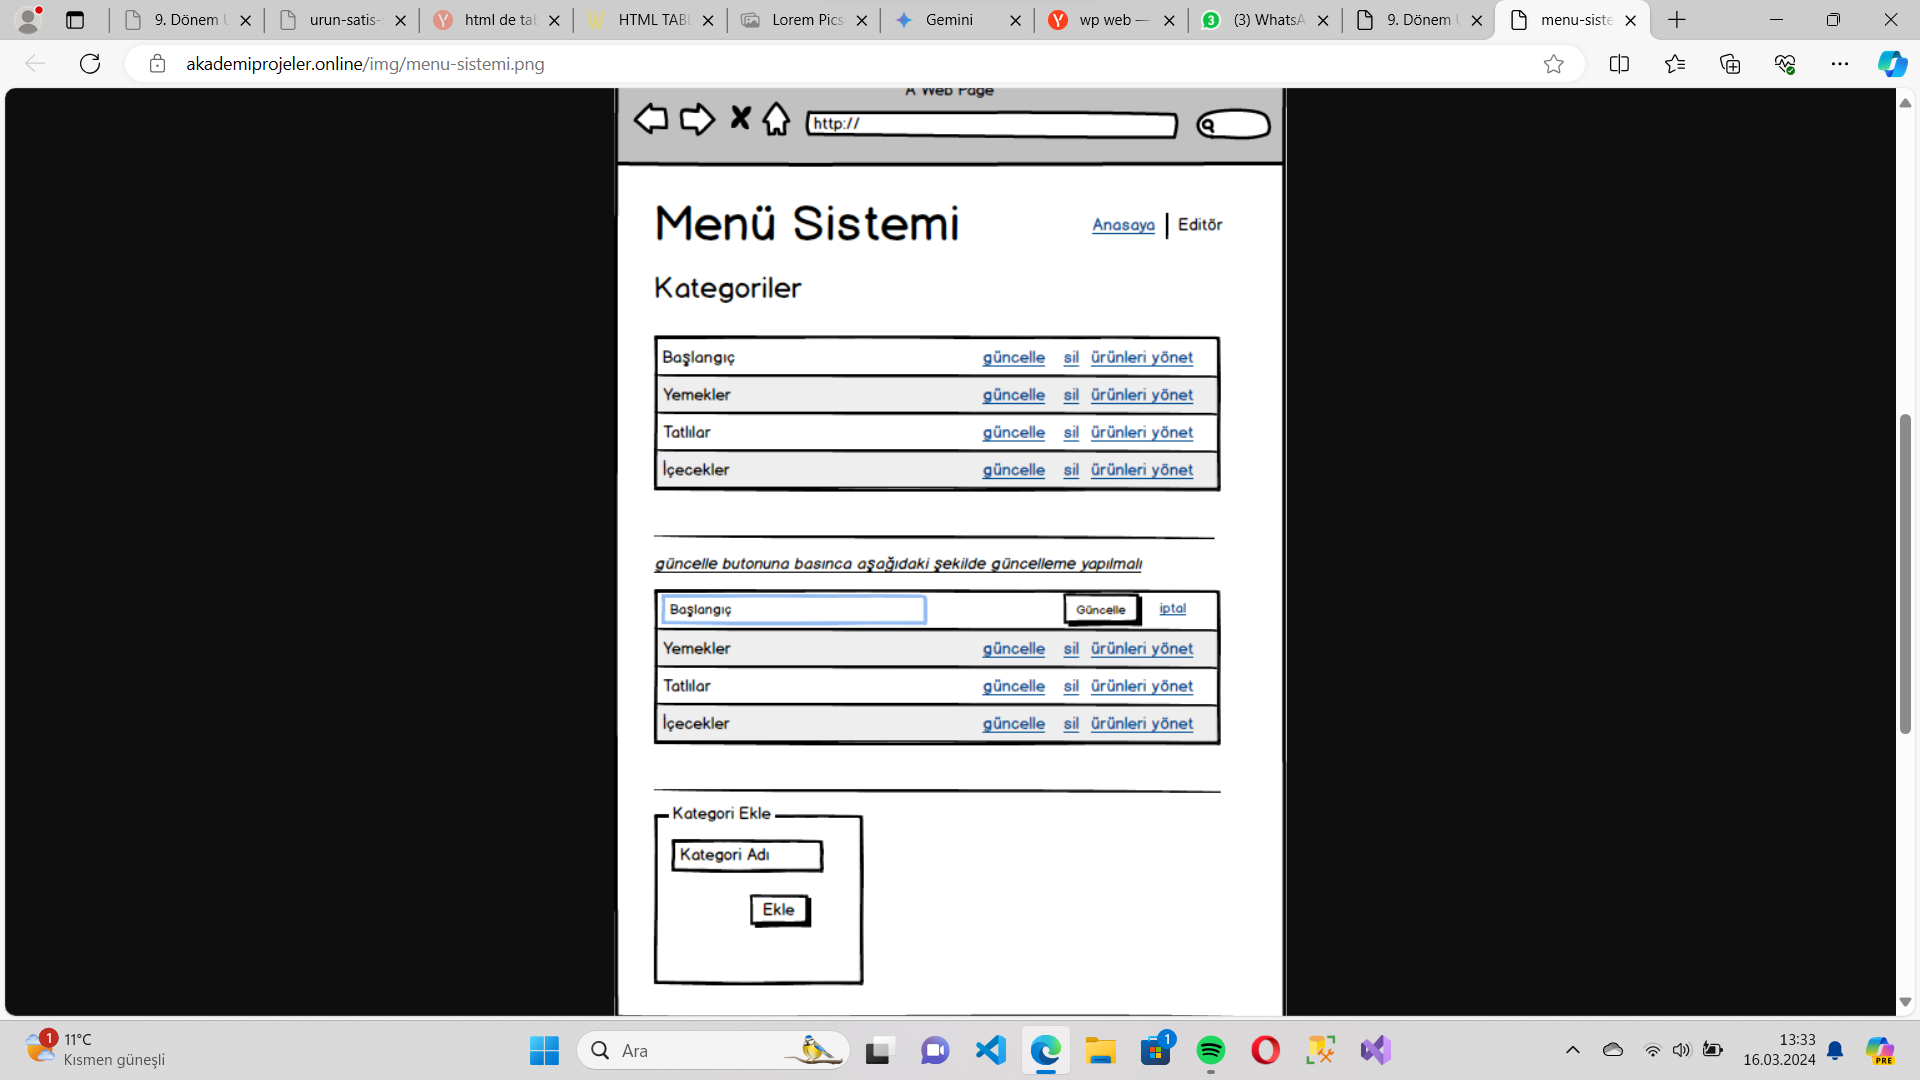 9. Dönem U
urun-satis-
html de tab
HTML TABL
Lorem Pics
Gemini
wp web —
(3) WhatsA
9. Dönem U
menu-siste
akademiprojeler.online/img/menu-sistemi.png
A Web Page
http://
Menü Sistemi
Anasaya | Editör
Kategoriler
Başlangıç güncelle sil ürünleri yönet
Yemekler güncelle sil ürünleri yönet
Tatlılar güncelle sil ürünleri yönet
İçecekler güncelle sil ürünleri yönet
güncelle butonuna basınca aşağıdaki şekilde güncelleme yapılmalı
Başlangıç Güncelle iptal
Yemekler güncelle sil ürünleri yönet
Tatlılar güncelle sil ürünleri yönet
İçecekler güncelle sil ürünleri yönet
Kategori Ekle
Kategori Adı
Ekle
1
11°C
Kısmen güneşli
Ara
1
13:33
16.03.2024
PRE